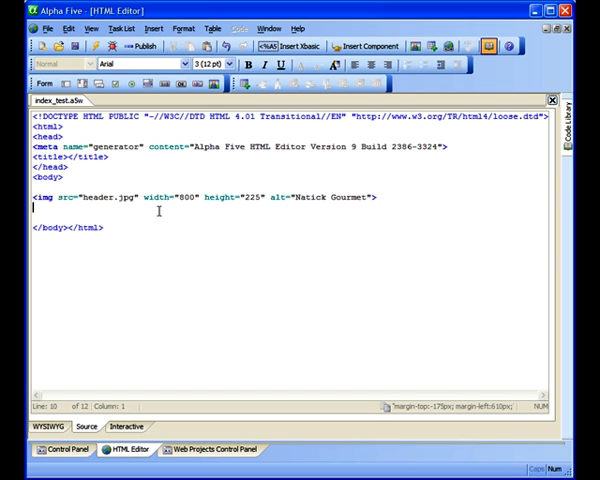 Alpha Five - [HTML Editor]
File Edit View Task List Insert Format Table Code Window Help
Publish <%A5 Insert Xbasic Insert Component
Normal Arial 3 (12 pt) B I U
Form
index_test.a5w
Code Library
<!DOCTYPE HTML PUBLIC "-//W3C//DTD HTML 4.01 Transitional//EN" "http://www.w3.org/TR/html4/loose.dtd">
<html>
<head>
<meta name="generator" content="Alpha Five HTML Editor Version 9 Build 2386-3324">
<title></title>
</head>
<body>
<img src="header.jpg" width="800" height="225" alt="Natick Gourmet">
</body></html>
Line: 10 of 12 Column: 1 "margin-top:-175px; margin-left:610px; NUM
WYSIWYG Source Interactive
Control Panel HTML Editor Web Projects Control Panel
Caps Num